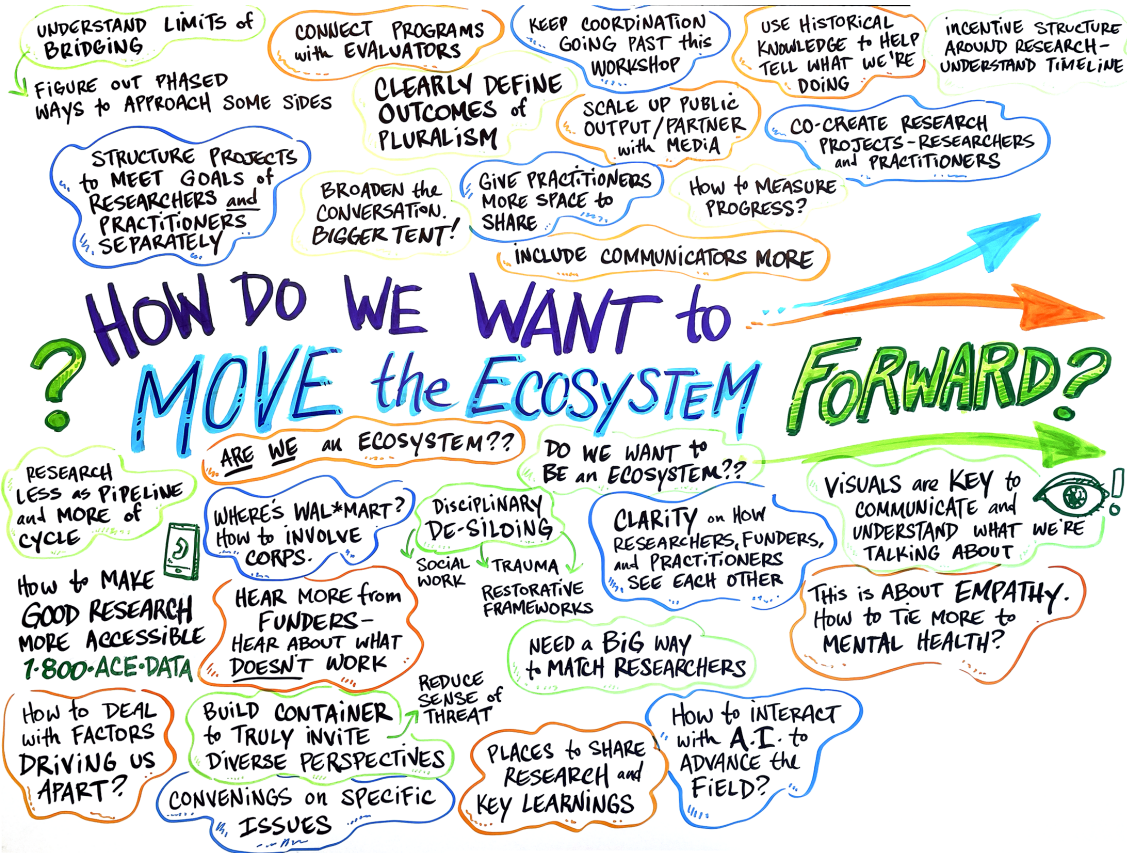 UNDERSTAND LIMITS of
BRIDGING
FIGURE OUT PHASED
WAYS to APPROACH SOME SIDES
CONNECT PROGRAMS
with EVALUATORS
KEEP COORDINATION
GOING PAST this
WORKSHOP
USE HISTORICAL
KNOWLEDGE to HELP
TELL WHAT WE'RE
DOING
INCENTIVE STRUCTURE
AROUND RESEARCH-
UNDERSTAND TIMELINE
CLEARLY DEFINE
OUTCOMES of
PLURALISM
SCALE UP PUBLIC
OUTPUT/PARTNER
with MEDIA
CO-CREATE RESEARCH
PROJECTS-RESEARCHERS
and PRACTITIONERS
STRUCTURE PROJECTS
to MEET GOALS of
RESEARCHERS and
PRACTITIONERS
SEPARATELY
BROADEN the
CONVERSATION.
BIGGER TENT!
GIVE PRACTITIONERS
MORE SPACE to
SHARE
HOW to MEASURE
PROGRESS?
INCLUDE COMMUNICATORS MORE
HOW DO WE WANT to
? MOVE the ECOSYSTEM FORWARD?
ARE WE an ECOSYSTEM??
DO WE WANT to
BE an ECOSYSTEM??
RESEARCH
LESS as PIPELINE
and MORE of
CYCLE
WHERE'S WAL*MART?
HOW to INVOLVE
CORPS.
DISCIPLINARY
DE-SILOING
SOCIAL
WORK
TRAUMA
RESTORATIVE
FRAMEWORKS
CLARITY on HOW
RESEARCHERS, FUNDERS,
and PRACTITIONERS
SEE EACH OTHER
VISUALS are KEY to
COMMUNICATE and
UNDERSTAND WHAT WE'RE
TALKING ABOUT
!
HOW to MAKE
GOOD RESEARCH
MORE ACCESSIBLE
1-800-ACE-DATA
HEAR MORE from
FUNDERS-
HEAR ABOUT WHAT
DOESN'T WORK
NEED a BIG WAY
to MATCH RESEARCHERS
THIS is ABOUT EMPATHY.
HOW to TIE MORE to
MENTAL HEALTH?
HOW to DEAL
with FACTORS
DRIVING US
APART?
BUILD CONTAINER
to TRULY INVITE
DIVERSE PERSPECTIVES
REDUCE
SENSE of
THREAT
CONVENINGS on SPECIFIC
ISSUES
PLACES to SHARE
RESEARCH and
KEY LEARNINGS
HOW to INTERACT
with A.I. to
ADVANCE the
FIELD?